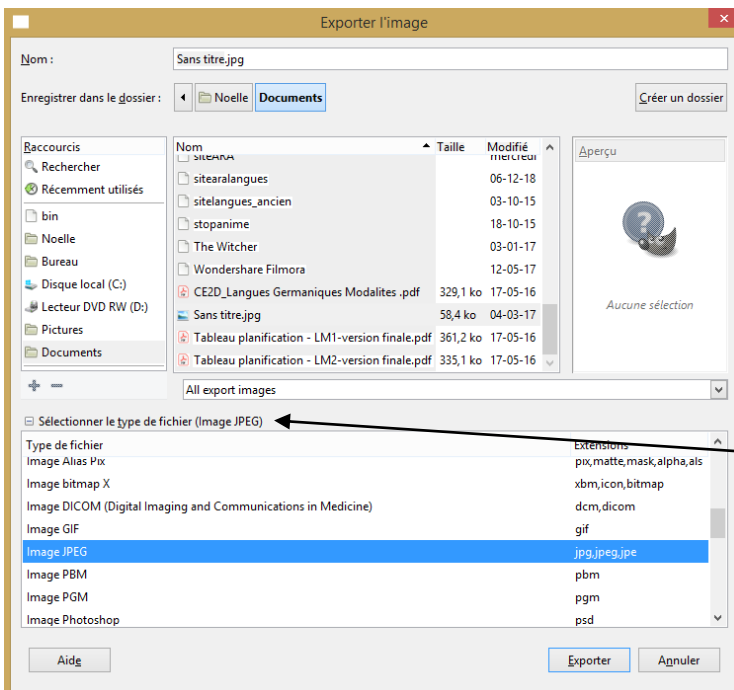 Exporter l'image
Nom : Sans titre.jpg
Enregistrer dans le dossier : Noelle Documents Créer un dossier
Raccourcis
Rechercher
Récemment utilisés
bin
Noelle
Bureau
Disque local (C:)
Lecteur DVD RW (D:)
Pictures
Documents
Nom Taille Modifié
siteARA mercredi
sitearalangues 06-12-18
sitelangues_ancien 03-10-15
stopanime 18-10-15
The Witcher 03-01-17
Wondershare Filmora 12-05-17
CE2D_Langues Germaniques Modalites .pdf 329,1 ko 17-05-16
Sans titre.jpg 58,4 ko 04-03-17
Tableau planification - LM1-version finale.pdf 361,2 ko 17-05-16
Tableau planification - LM2-version finale.pdf 335,1 ko 17-05-16
Aperçu
Aucune sélection
All export images
Sélectionner le type de fichier (Image JPEG)
Type de fichier Extensions
Image Alias Pix pix,matte,mask,alpha,als
Image bitmap X xbm,icon,bitmap
Image DICOM (Digital Imaging and Communications in Medicine) dcm,dicom
Image GIF gif
Image JPEG jpg,jpeg,jpe
Image PBM pbm
Image PGM pgm
Image Photoshop psd
Aide Exporter Annuler